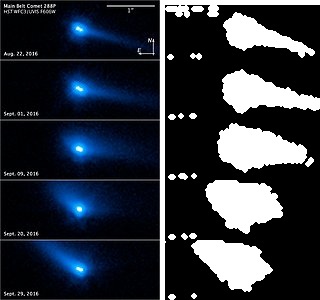 Main Belt Comet 288P
HST WFC3/UVIS F606W
1"
N
E
Aug. 22, 2016
Sept. 01, 2016
Sept. 09, 2016
Sept. 20, 2016
Sept. 29, 2016